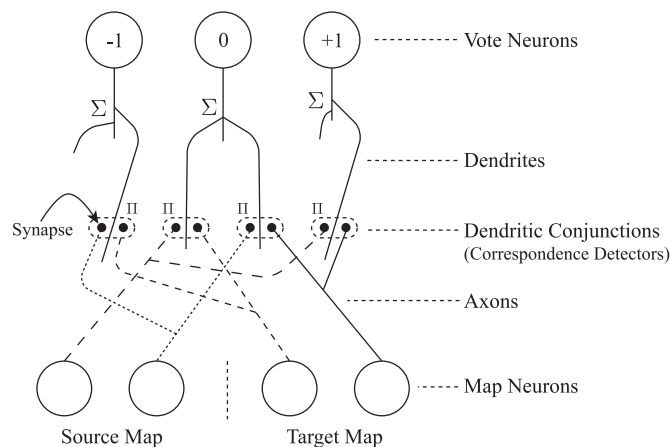 -1 0 +1 Vote Neurons
Σ Σ Σ
Dendrites
Π Π Π Π
Synapse
Dendritic Conjunctions
(Correspondence Detectors)
Axons
Map Neurons
Source Map Target Map